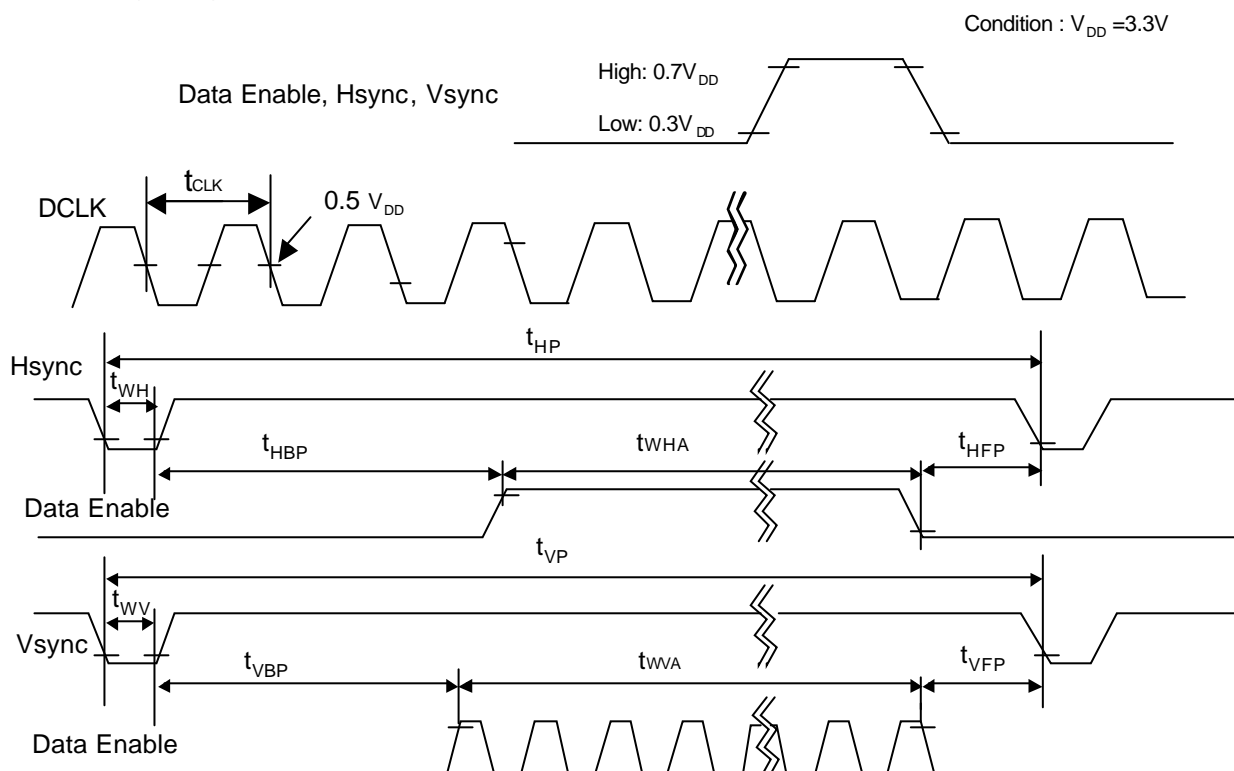 Condition : VDD =3.3V
High: 0.7VDD
Data Enable, Hsync, Vsync
Low: 0.3VDD
tCLK
DCLK
0.5 VDD
tHP
Hsync
tWH
tHBP
tWHA
tHFP
Data Enable
tVP
tWV
Vsync
tVBP
tWVA
tVFP
Data Enable